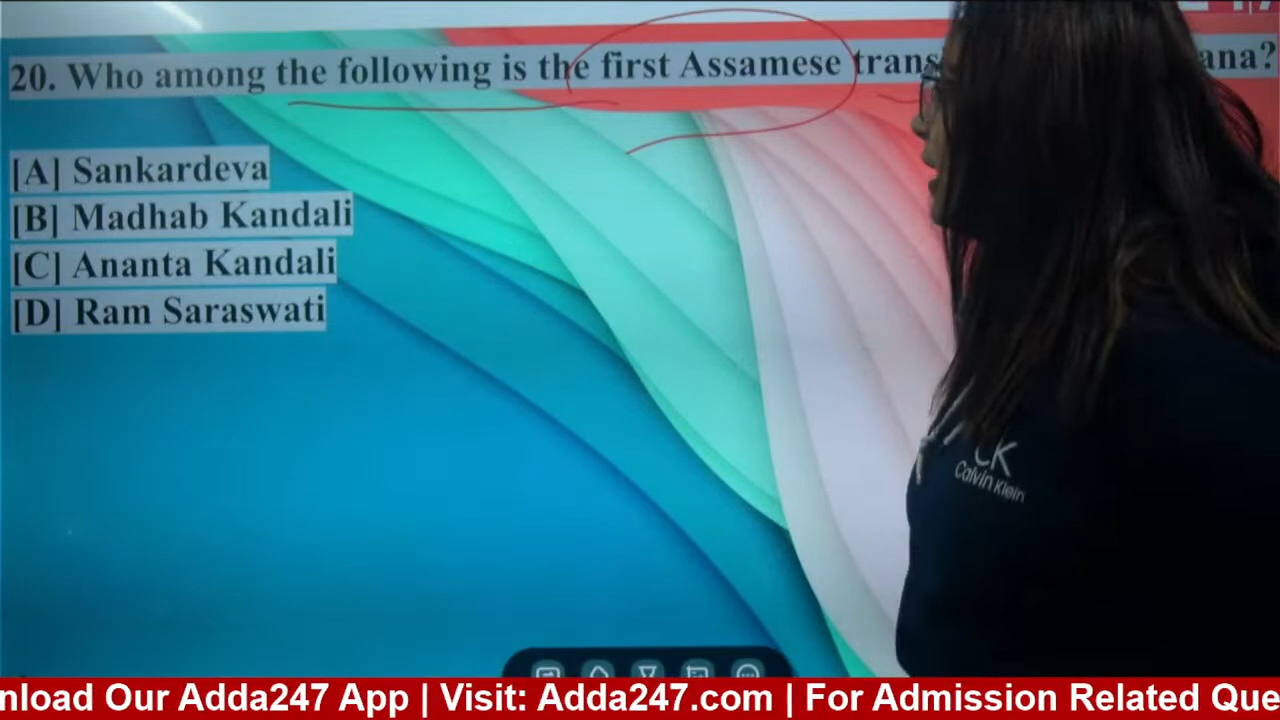 20. Who among the following is the first Assamese trans ana?
[A] Sankardeva
[B] Madhab Kandali
[C] Ananta Kandali
[D] Ram Saraswati
CK
Calvin Klein
nload Our Adda247 App | Visit: Adda247.com | For Admission Related Que